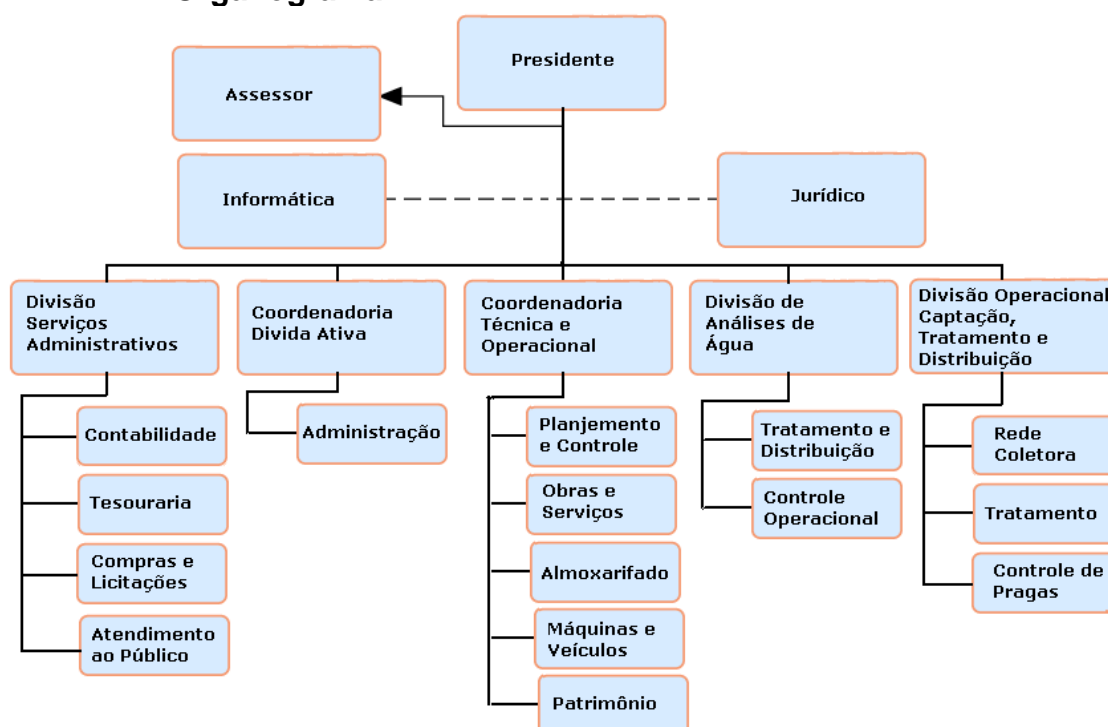 Organograma
Presidente
Assessor
Informática
Jurídico
Divisão
Serviços
Administrativos
Coordenadoria
Divida Ativa
Coordenadoria
Técnica e
Operacional
Divisão de
Análises de
Água
Divisão Operacional
Captação,
Tratamento e
Distribuição
Contabilidade
Tesouraria
Compras e
Licitações
Atendimento
ao Público
Administração
Planjemento
e Controle
Obras e
Serviços
Almoxarifado
Máquinas e
Veículos
Patrimônio
Tratamento e
Distribuição
Controle
Operacional
Rede
Coletora
Tratamento
Controle de
Pragas